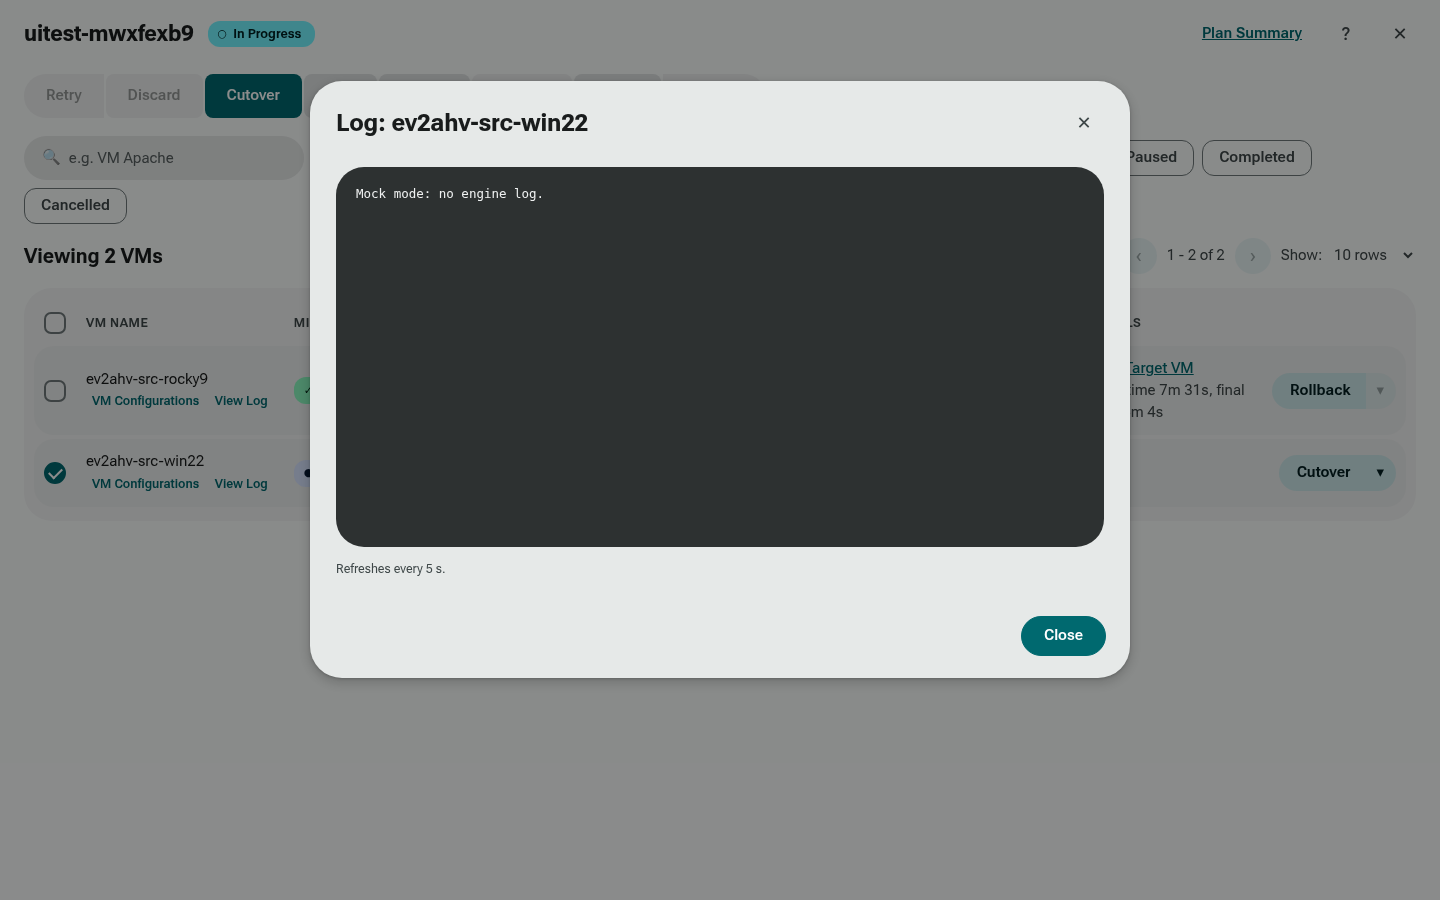 uitest-mwxfexb9
In Progress
Plan Summary
?
Retry
Discard
Cutover
e.g. VM Apache
Paused
Completed
Cancelled
Viewing 2 VMs
1 - 2 of 2
Show: 10 rows
VM NAME
MI
LS
ev2ahv-src-rocky9
VM Configurations
View Log
Target VM
time 7m 31s, final
m 4s
Rollback
ev2ahv-src-win22
VM Configurations
View Log
Cutover
Log: ev2ahv-src-win22
Mock mode: no engine log.
Refreshes every 5 s.
Close